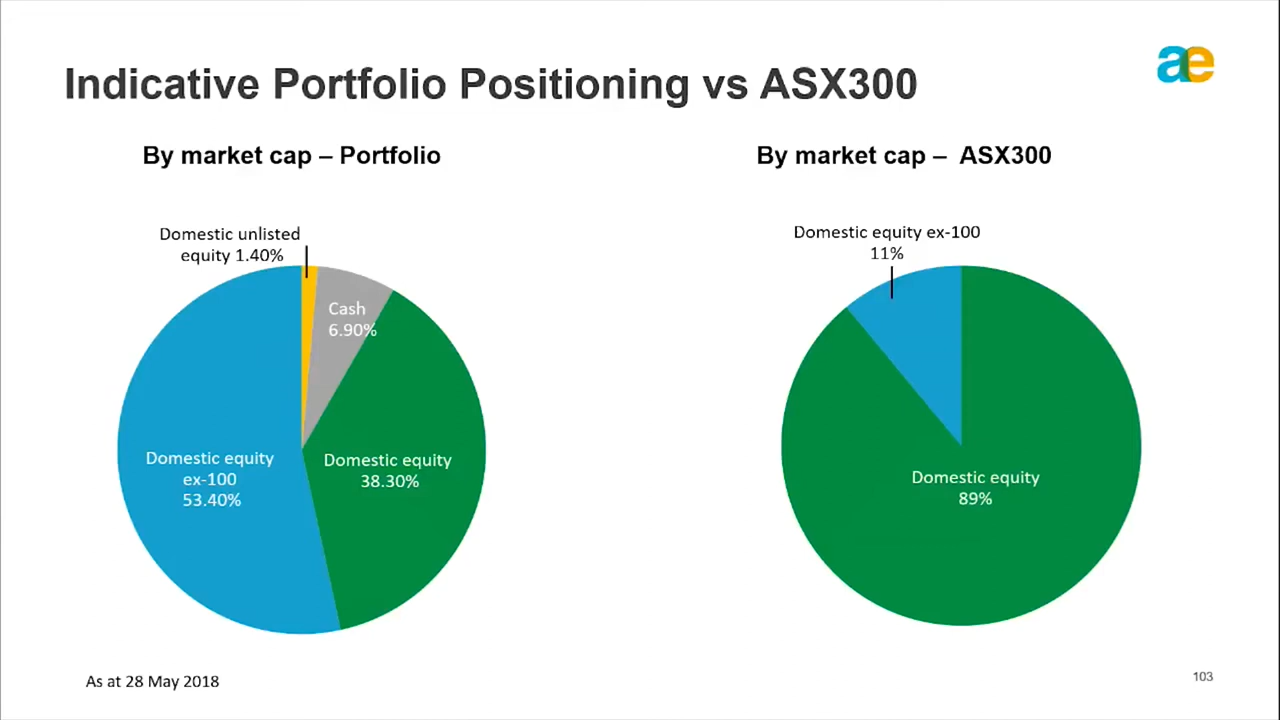 ae
Indicative Portfolio Positioning vs ASX300
By market cap – Portfolio
Domestic unlisted
equity 1.40%
Cash
6.90%
Domestic equity
38.30%
Domestic equity
ex-100
53.40%
By market cap – ASX300
Domestic equity ex-100
11%
Domestic equity
89%
As at 28 May 2018
103